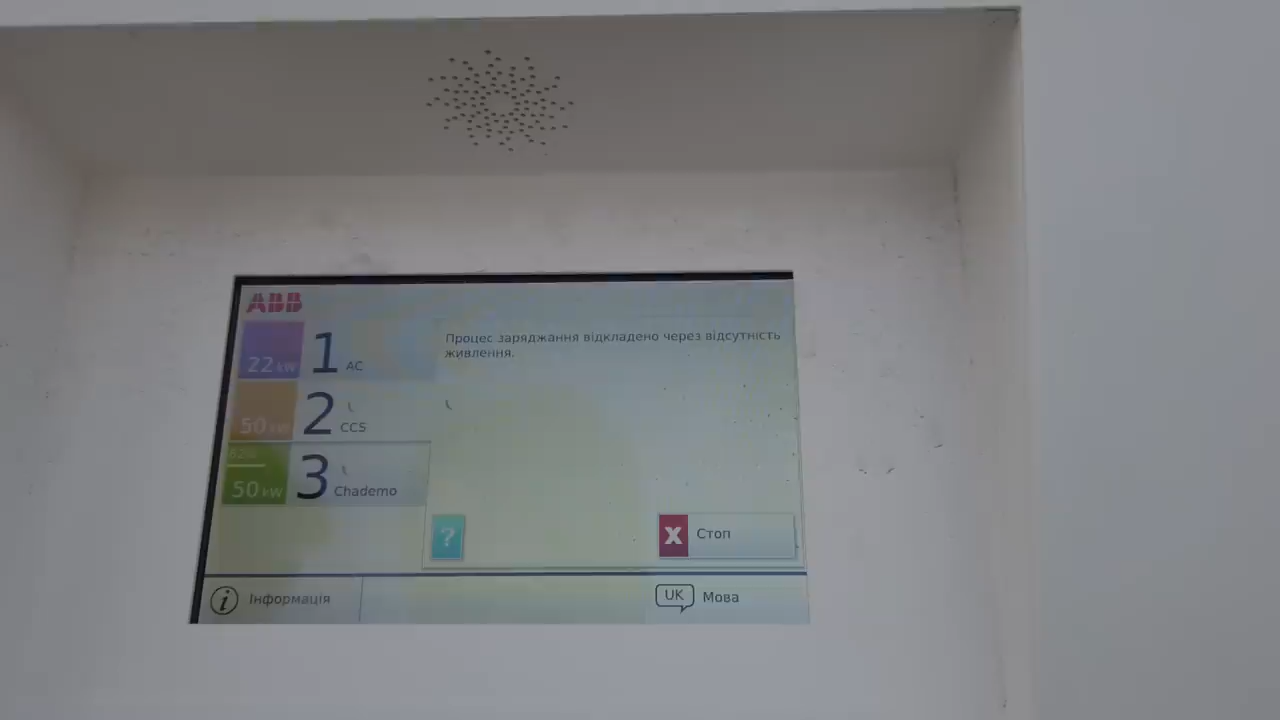 ABB
22 kW 1 AC
50 kW 2 CCS
62%
50 kW 3 Chademo
Процес заряджання відкладено через відсутність
живлення.
?
X Стоп
i Інформація
UK Мова